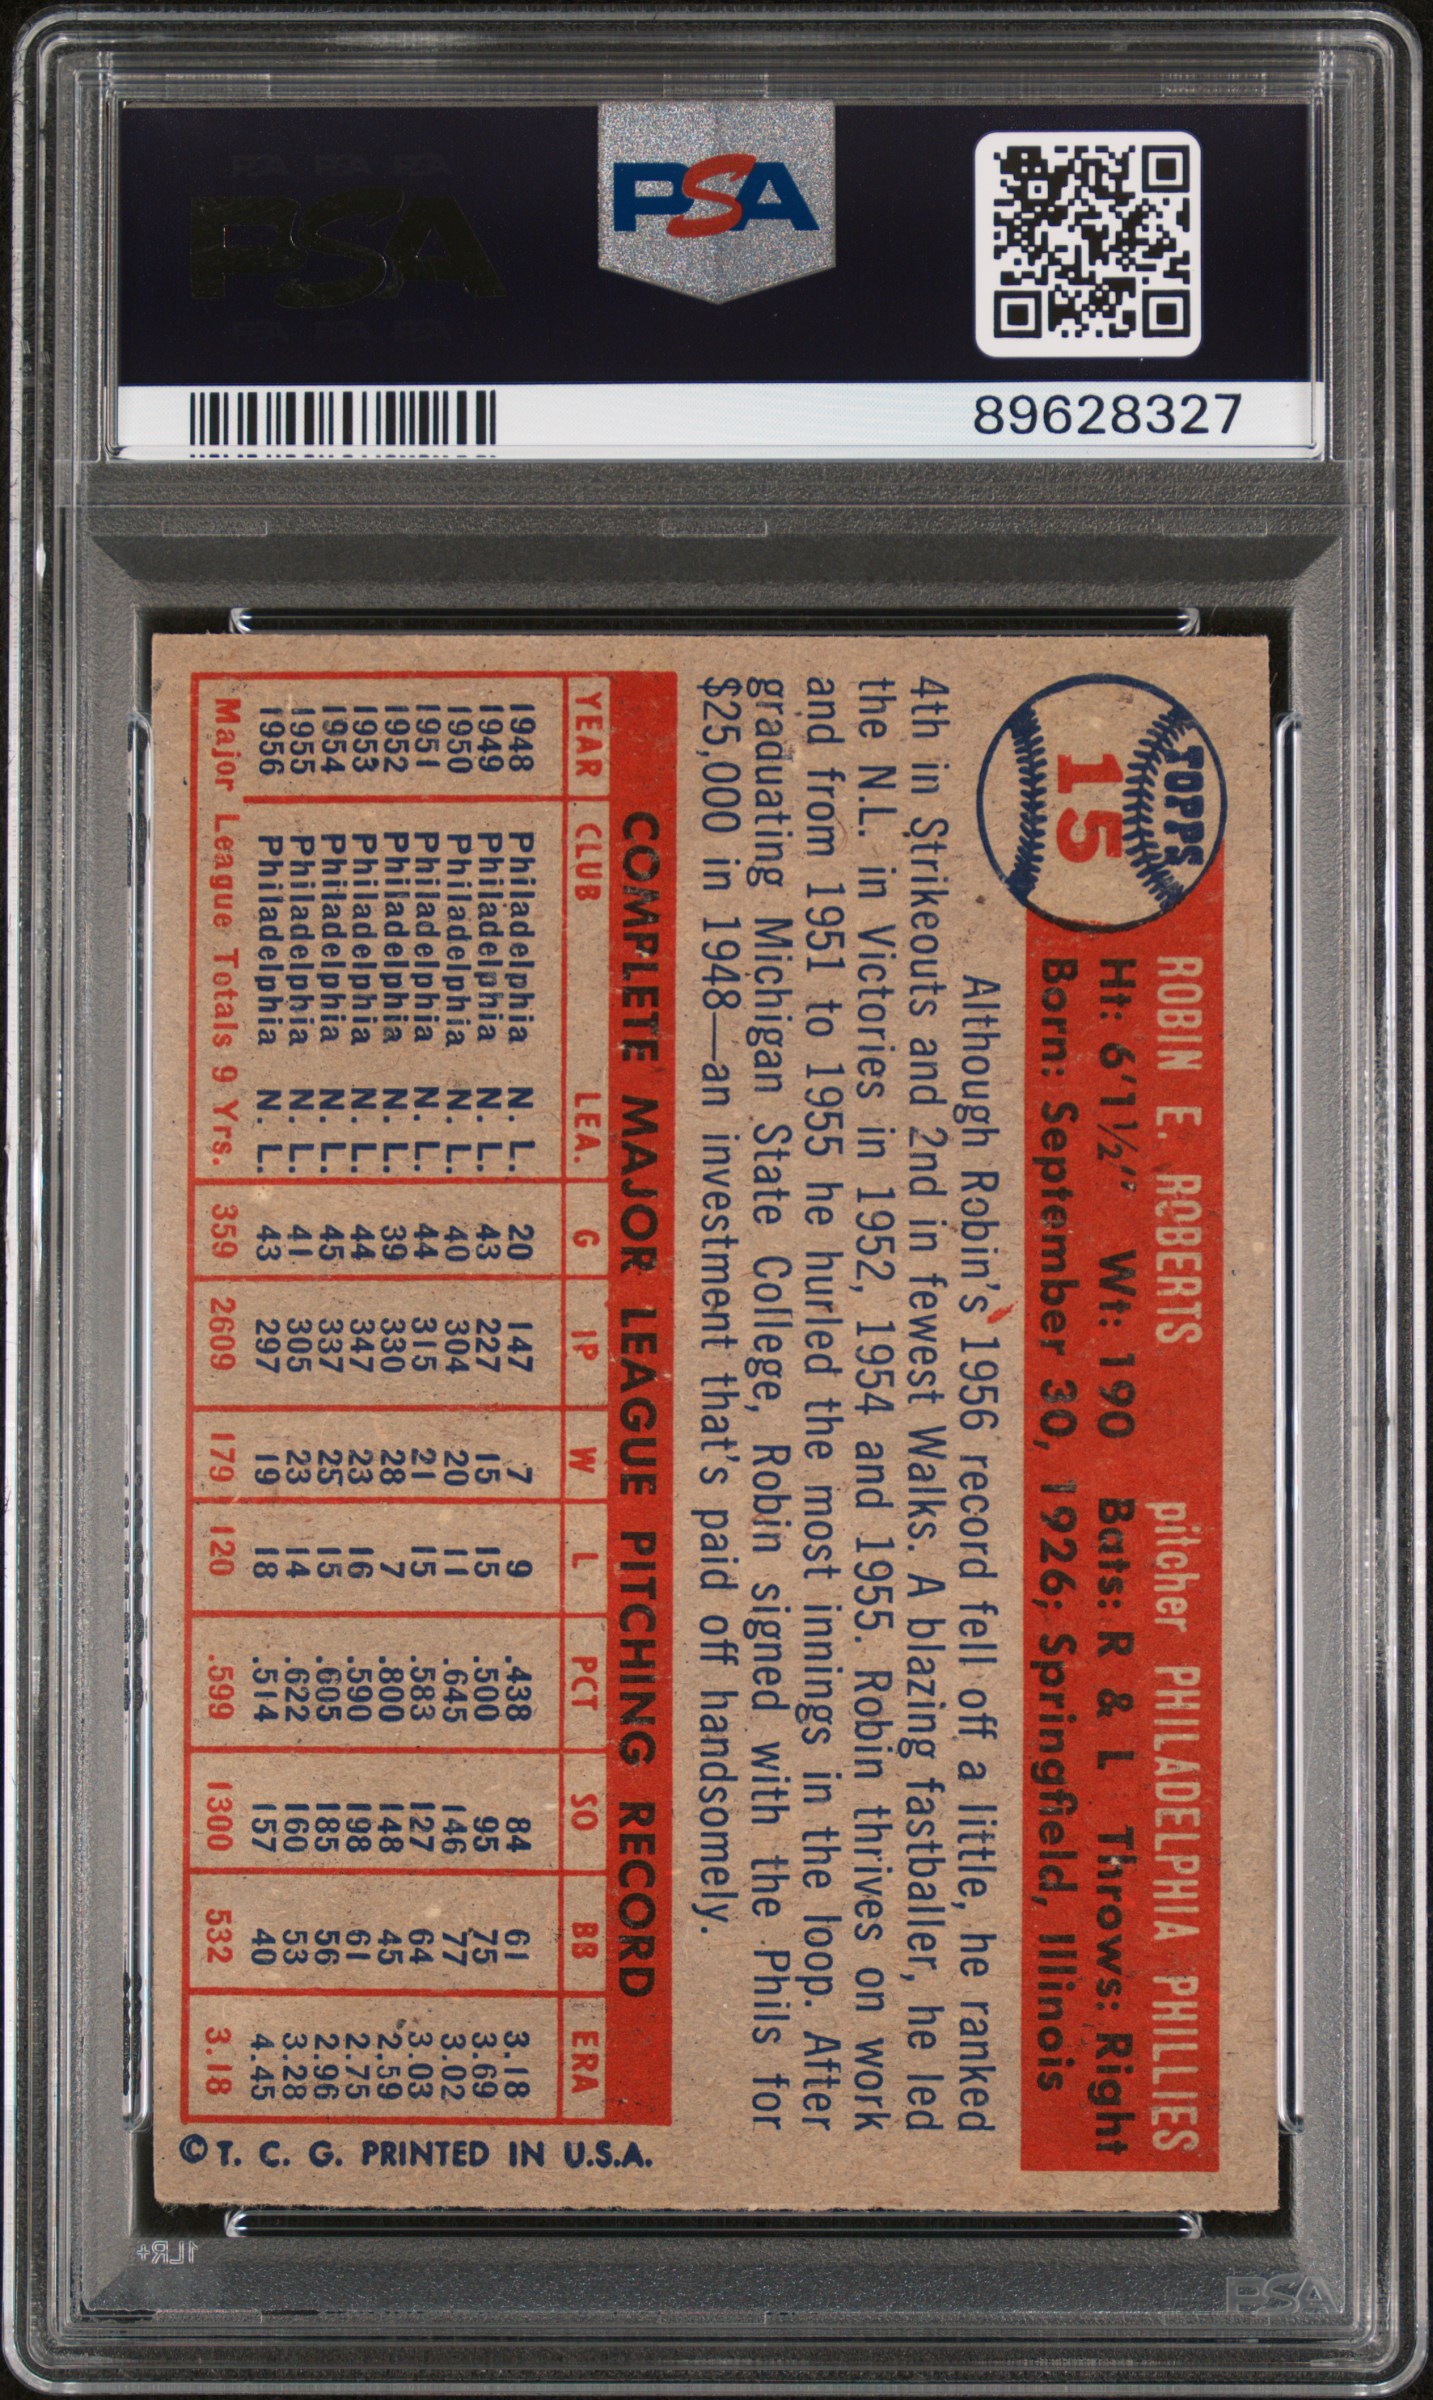 PSA
PSA PSA PSA
PSA
PSA PSA PSA
89628327
TOPPS
15
ROBIN E. ROBERTS pitcher PHILADELPHIA PHILLIES
Ht: 6'1½" Wt: 190 Bats: R & L Throws: Right
Born: September 30, 1926; Springfield, Illinois
Although Robin's 1956 record fell off a little, he ranked
4th in Strikeouts and 2nd in fewest Walks. A blazing fastballer, he led
the N.L. in Victories in 1952, 1954 and 1955. Robin thrives on work
and from 1951 to 1955 he hurled the most innings in the loop. After
graduating Michigan State College, Robin signed with the Phils for
$25,000 in 1948—an investment that's paid off handsomely.
COMPLETE MAJOR LEAGUE PITCHING RECORD
YEAR CLUB LEA. G IP W L PCT SO BB ERA
1948 Philadelphia N. L. 20 147 7 9 .438 84 61 3.18
1949 Philadelphia N. L. 43 227 15 15 .500 95 75 3.69
1950 Philadelphia N. L. 40 304 20 11 .645 146 77 3.02
1951 Philadelphia N. L. 44 315 21 15 .583 127 64 3.03
1952 Philadelphia N. L. 39 330 28 7 .800 148 45 2.59
1953 Philadelphia N. L. 44 347 23 16 .590 198 61 2.75
1954 Philadelphia N. L. 45 337 25 15 .605 185 56 2.96
1955 Philadelphia N. L. 41 305 23 14 .622 160 53 3.28
1956 Philadelphia N. L. 43 297 19 18 .514 157 40 4.45
Major League Totals 9 Yrs. 359 2609 179 120 .599 1300 532 3.18
© T. C. G. PRINTED IN U.S.A.
1LR+
PSA